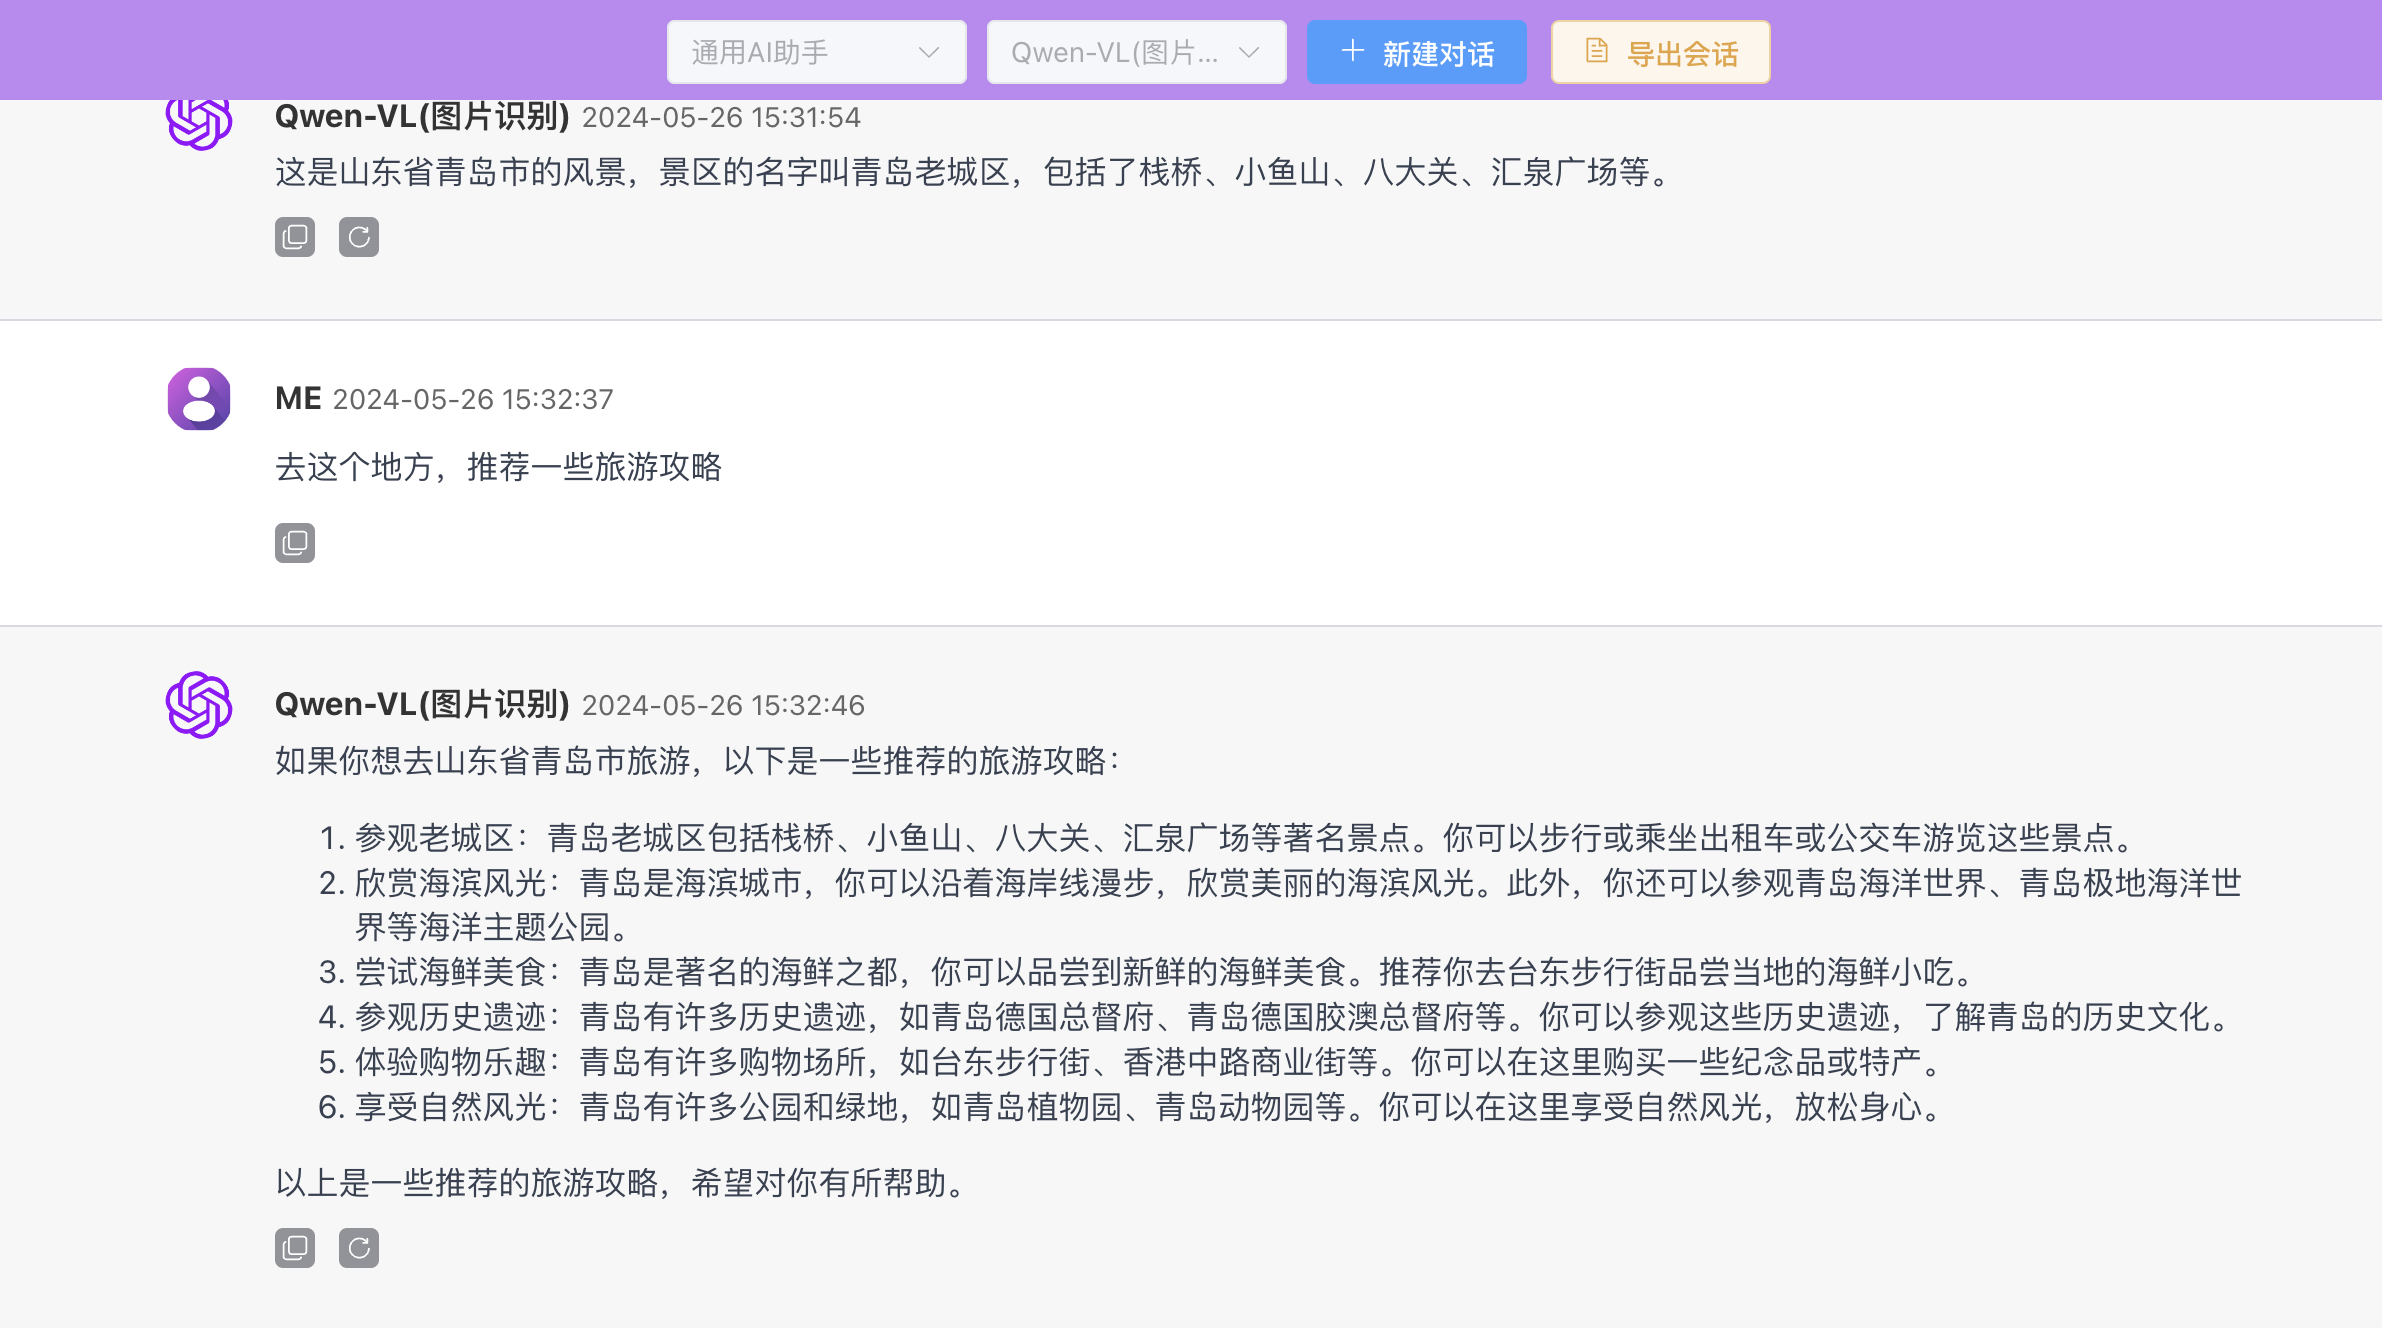 通用AI助手
Qwen-VL(图片...
新建对话
导出会话
Qwen-VL(图片识别) 2024-05-26 15:31:54
这是山东省青岛市的风景，景区的名字叫青岛老城区，包括了栈桥、小鱼山、八大关、汇泉广场等。
ME 2024-05-26 15:32:37
去这个地方，推荐一些旅游攻略
Qwen-VL(图片识别) 2024-05-26 15:32:46
如果你想去山东省青岛市旅游，以下是一些推荐的旅游攻略：
1. 参观老城区：青岛老城区包括栈桥、小鱼山、八大关、汇泉广场等著名景点。你可以步行或乘坐出租车或公交车游览这些景点。
2. 欣赏海滨风光：青岛是海滨城市，你可以沿着海岸线漫步，欣赏美丽的海滨风光。此外，你还可以参观青岛海洋世界、青岛极地海洋世
界等海洋主题公园。
3. 尝试海鲜美食：青岛是著名的海鲜之都，你可以品尝到新鲜的海鲜美食。推荐你去台东步行街品尝当地的海鲜小吃。
4. 参观历史遗迹：青岛有许多历史遗迹，如青岛德国总督府、青岛德国胶澳总督府等。你可以参观这些历史遗迹，了解青岛的历史文化。
5. 体验购物乐趣：青岛有许多购物场所，如台东步行街、香港中路商业街等。你可以在这里购买一些纪念品或特产。
6. 享受自然风光：青岛有许多公园和绿地，如青岛植物园、青岛动物园等。你可以在这里享受自然风光，放松身心。
以上是一些推荐的旅游攻略，希望对你有所帮助。